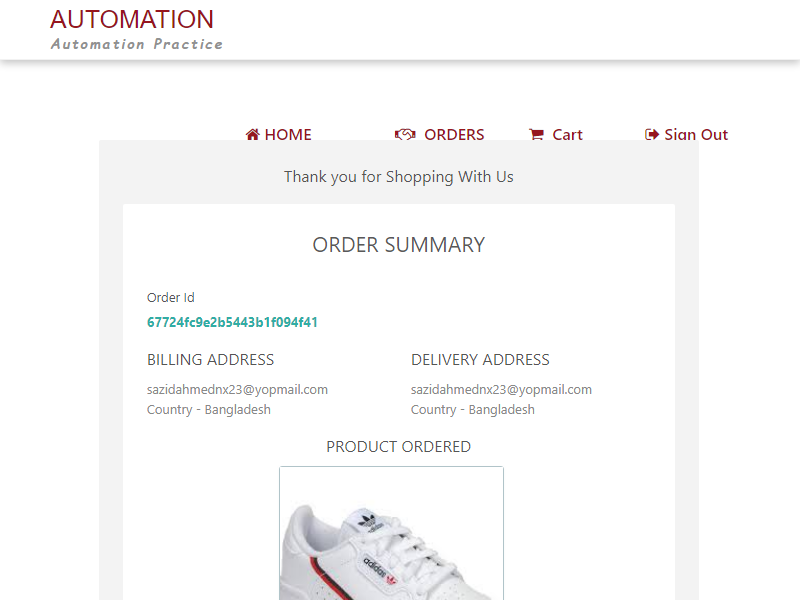 AUTOMATION
Automation Practice
HOME ORDERS Cart Sign Out
Thank you for Shopping With Us
ORDER SUMMARY
Order Id
67724fc9e2b5443b1f094f41
BILLING ADDRESS DELIVERY ADDRESS
sazidahmednx23@yopmail.com sazidahmednx23@yopmail.com
Country - Bangladesh Country - Bangladesh
PRODUCT ORDERED
adidas